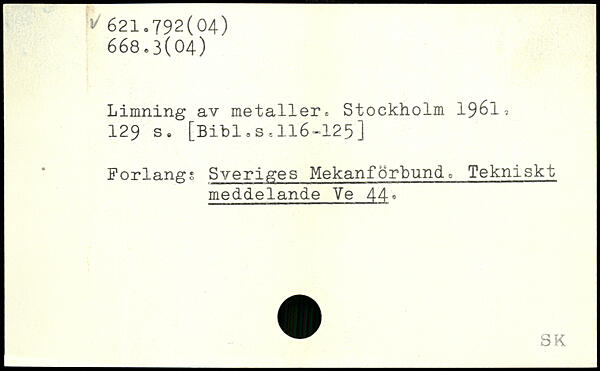 621.792(04)
668.3(04)
Limning av metaller. Stockholm 1961.
129 s. [Bibl.s.116-125]
Forlang: Sveriges Mekanförbund. Tekniskt
meddelande Ve 44.
SK